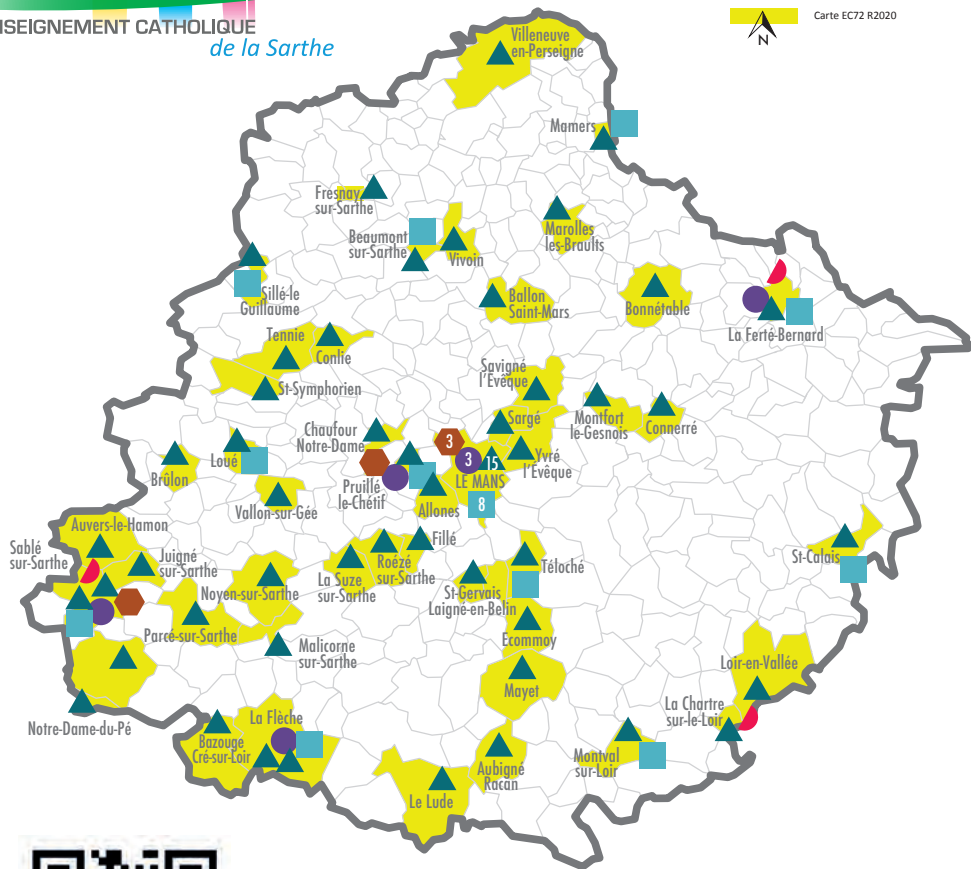 SEIGNEMENT CATHOLIQUE
de la Sarthe
Carte EC72 R2020
N
Villeneuve
en-Perseigne
Mamers
Fresnay
sur-Sarthe
Beaumont
sur-Sarthe
Vivoin
Marolles
les-Braults
Sillé-le
Guillaume
Ballon
Saint-Mars
Bonnétable
La Ferté-Bernard
Tennie
Conlie
St-Symphorien
Savigné
l'Évêque
Sargé
Montfort
le-Gesnois
Connerré
Chaufour
Notre-Dame
3
3
15
Yvré
l'Évêque
LE MANS
8
Loué
Brûlon
Pruillé
le-Chétif
Allones
Vallon-sur-Gée
Auvers-le-Hamon
Sablé
sur-Sarthe
Juigné
sur-Sarthe
Noyen-sur-Sarthe
La Suze
sur-Sarthe
Roézé
sur-Sarthe
Fillé
St-Gervais
Laigné-en-Belin
Téloché
St-Calais
Parcé-sur-Sarthe
Malicorne
sur-Sarthe
Ecommoy
Mayet
Loir-en-Vallée
La Chartre
sur-le-Loir
Notre-Dame-du-Pé
La Flèche
Bazouge
Cré-sur-Loir
Aubigné
Racan
Montval
sur-Loir
Le Lude